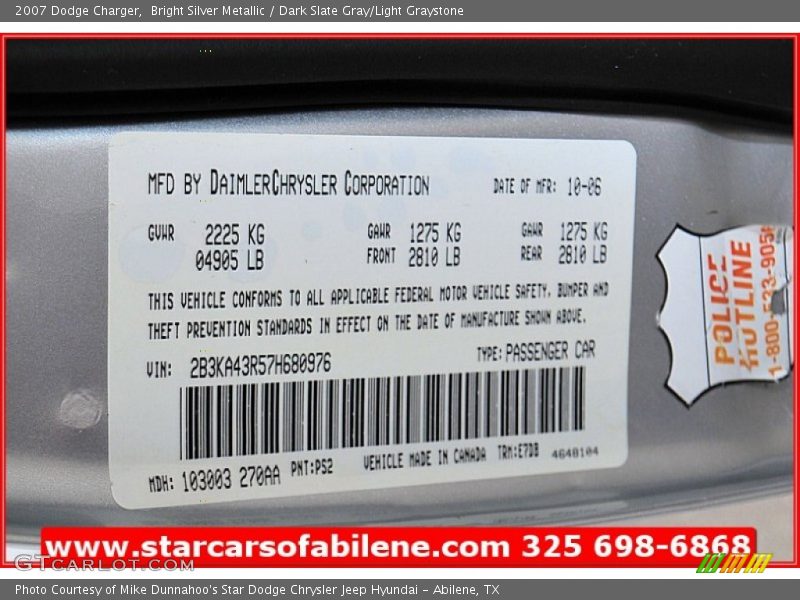 2007 Dodge Charger,  Bright Silver Metallic / Dark Slate Gray/Light Graystone
MFD BY DAIMLERCHRYSLER CORPORATION DATE OF MFR: 10-06
GVWR 2225 KG GAWR 1275 KG GAWR 1275 KG
04905 LB FRONT 2810 LB REAR 2810 LB
THIS VEHICLE CONFORMS TO ALL APPLICABLE FEDERAL MOTOR VEHICLE SAFETY, BUMPER AND
THEFT PREVENTION STANDARDS IN EFFECT ON THE DATE OF MANUFACTURE SHOWN ABOVE.
VIN: 2B3KA43R57H680976 TYPE: PASSENGER CAR
MDH: 103003 270AA PNT:PS2 VEHICLE MADE IN CANADA TRM:E7DB 4648104
POLICE
HOTLINE
1-800-533-905
www.starcarsofabilene.com 325 698-6868
GTCARLOT.COM
Photo Courtesy of Mike Dunnahoo's Star Dodge Chrysler Jeep Hyundai – Abilene, TX